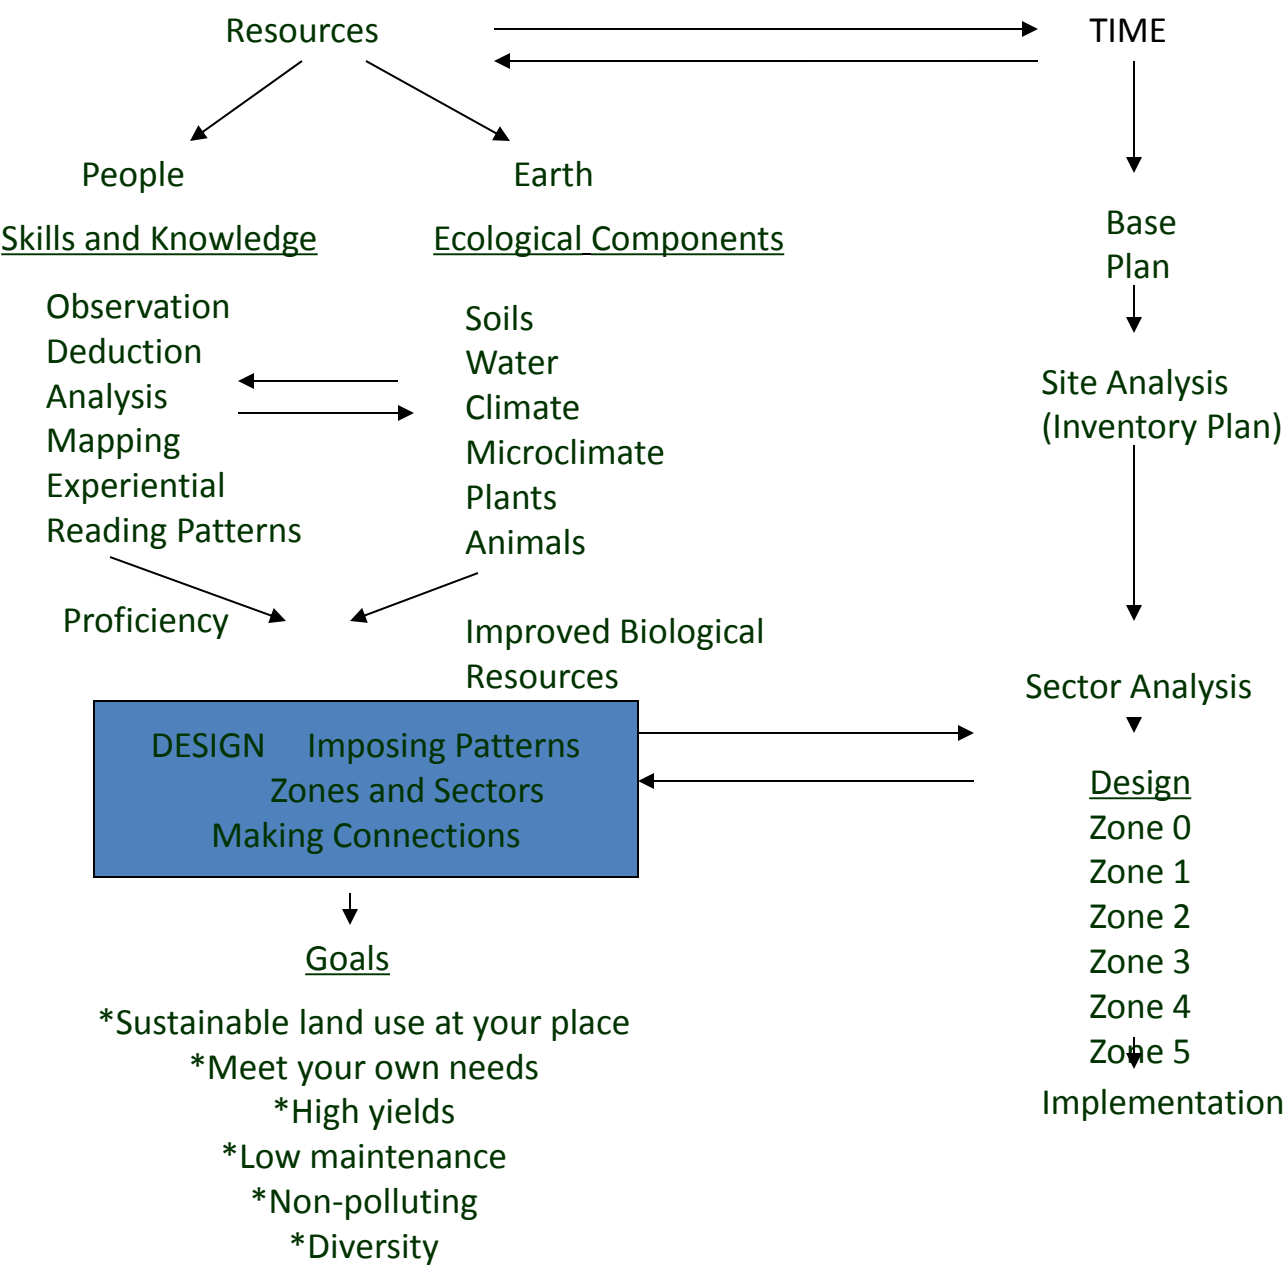 Resources
TIME
People
Earth
Skills and Knowledge
Ecological Components
Observation
Deduction
Analysis
Mapping
Experiential
Reading Patterns
Soils
Water
Climate
Microclimate
Plants
Animals
Proficiency
Improved Biological
Resources
DESIGN Imposing Patterns
Zones and Sectors
Making Connections
Goals
*Sustainable land use at your place
*Meet your own needs
*High yields
*Low maintenance
*Non-polluting
*Diversity
Base
Plan
Site Analysis
(Inventory Plan)
Sector Analysis
Design
Zone 0
Zone 1
Zone 2
Zone 3
Zone 4
Zone 5
Implementation